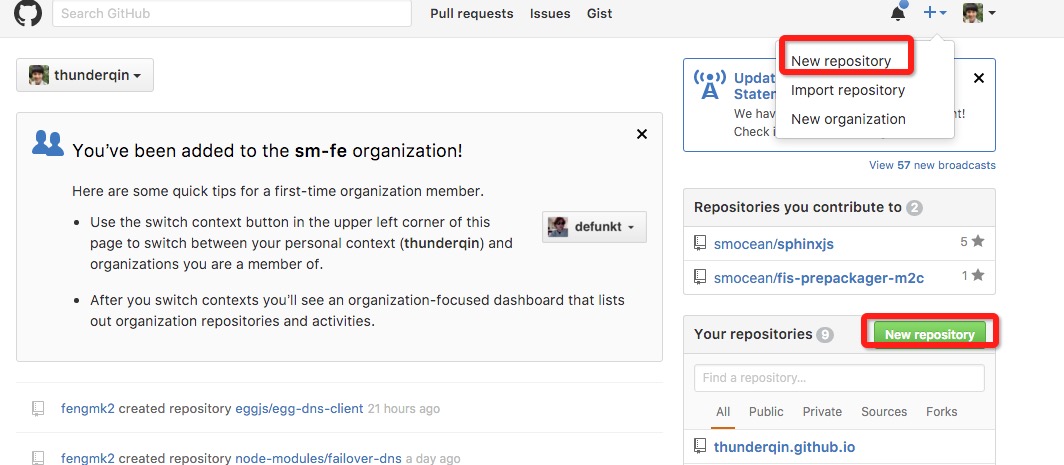 Search GitHub
Pull requests Issues Gist
New repository
Import repository
New organization
thunderqin
Updat
Statem
We hav
nt!
Check i
View 57 new broadcasts
You've been added to the sm-fe organization!
Here are some quick tips for a first-time organization member.
Use the switch context button in the upper left corner of this
page to switch between your personal context (thunderqin) and
organizations you are a member of.
defunkt
After you switch contexts you'll see an organization-focused dashboard that lists
out organization repositories and activities.
Repositories you contribute to 2
smocean/sphinxjs 5
smocean/fis-prepackager-m2c 1
Your repositories 9 New repository
Find a repository...
All Public Private Sources Forks
thunderqin.github.io
fengmk2 created repository eggjs/egg-dns-client 21 hours ago
fengmk2 created repository node-modules/failover-dns a day ago